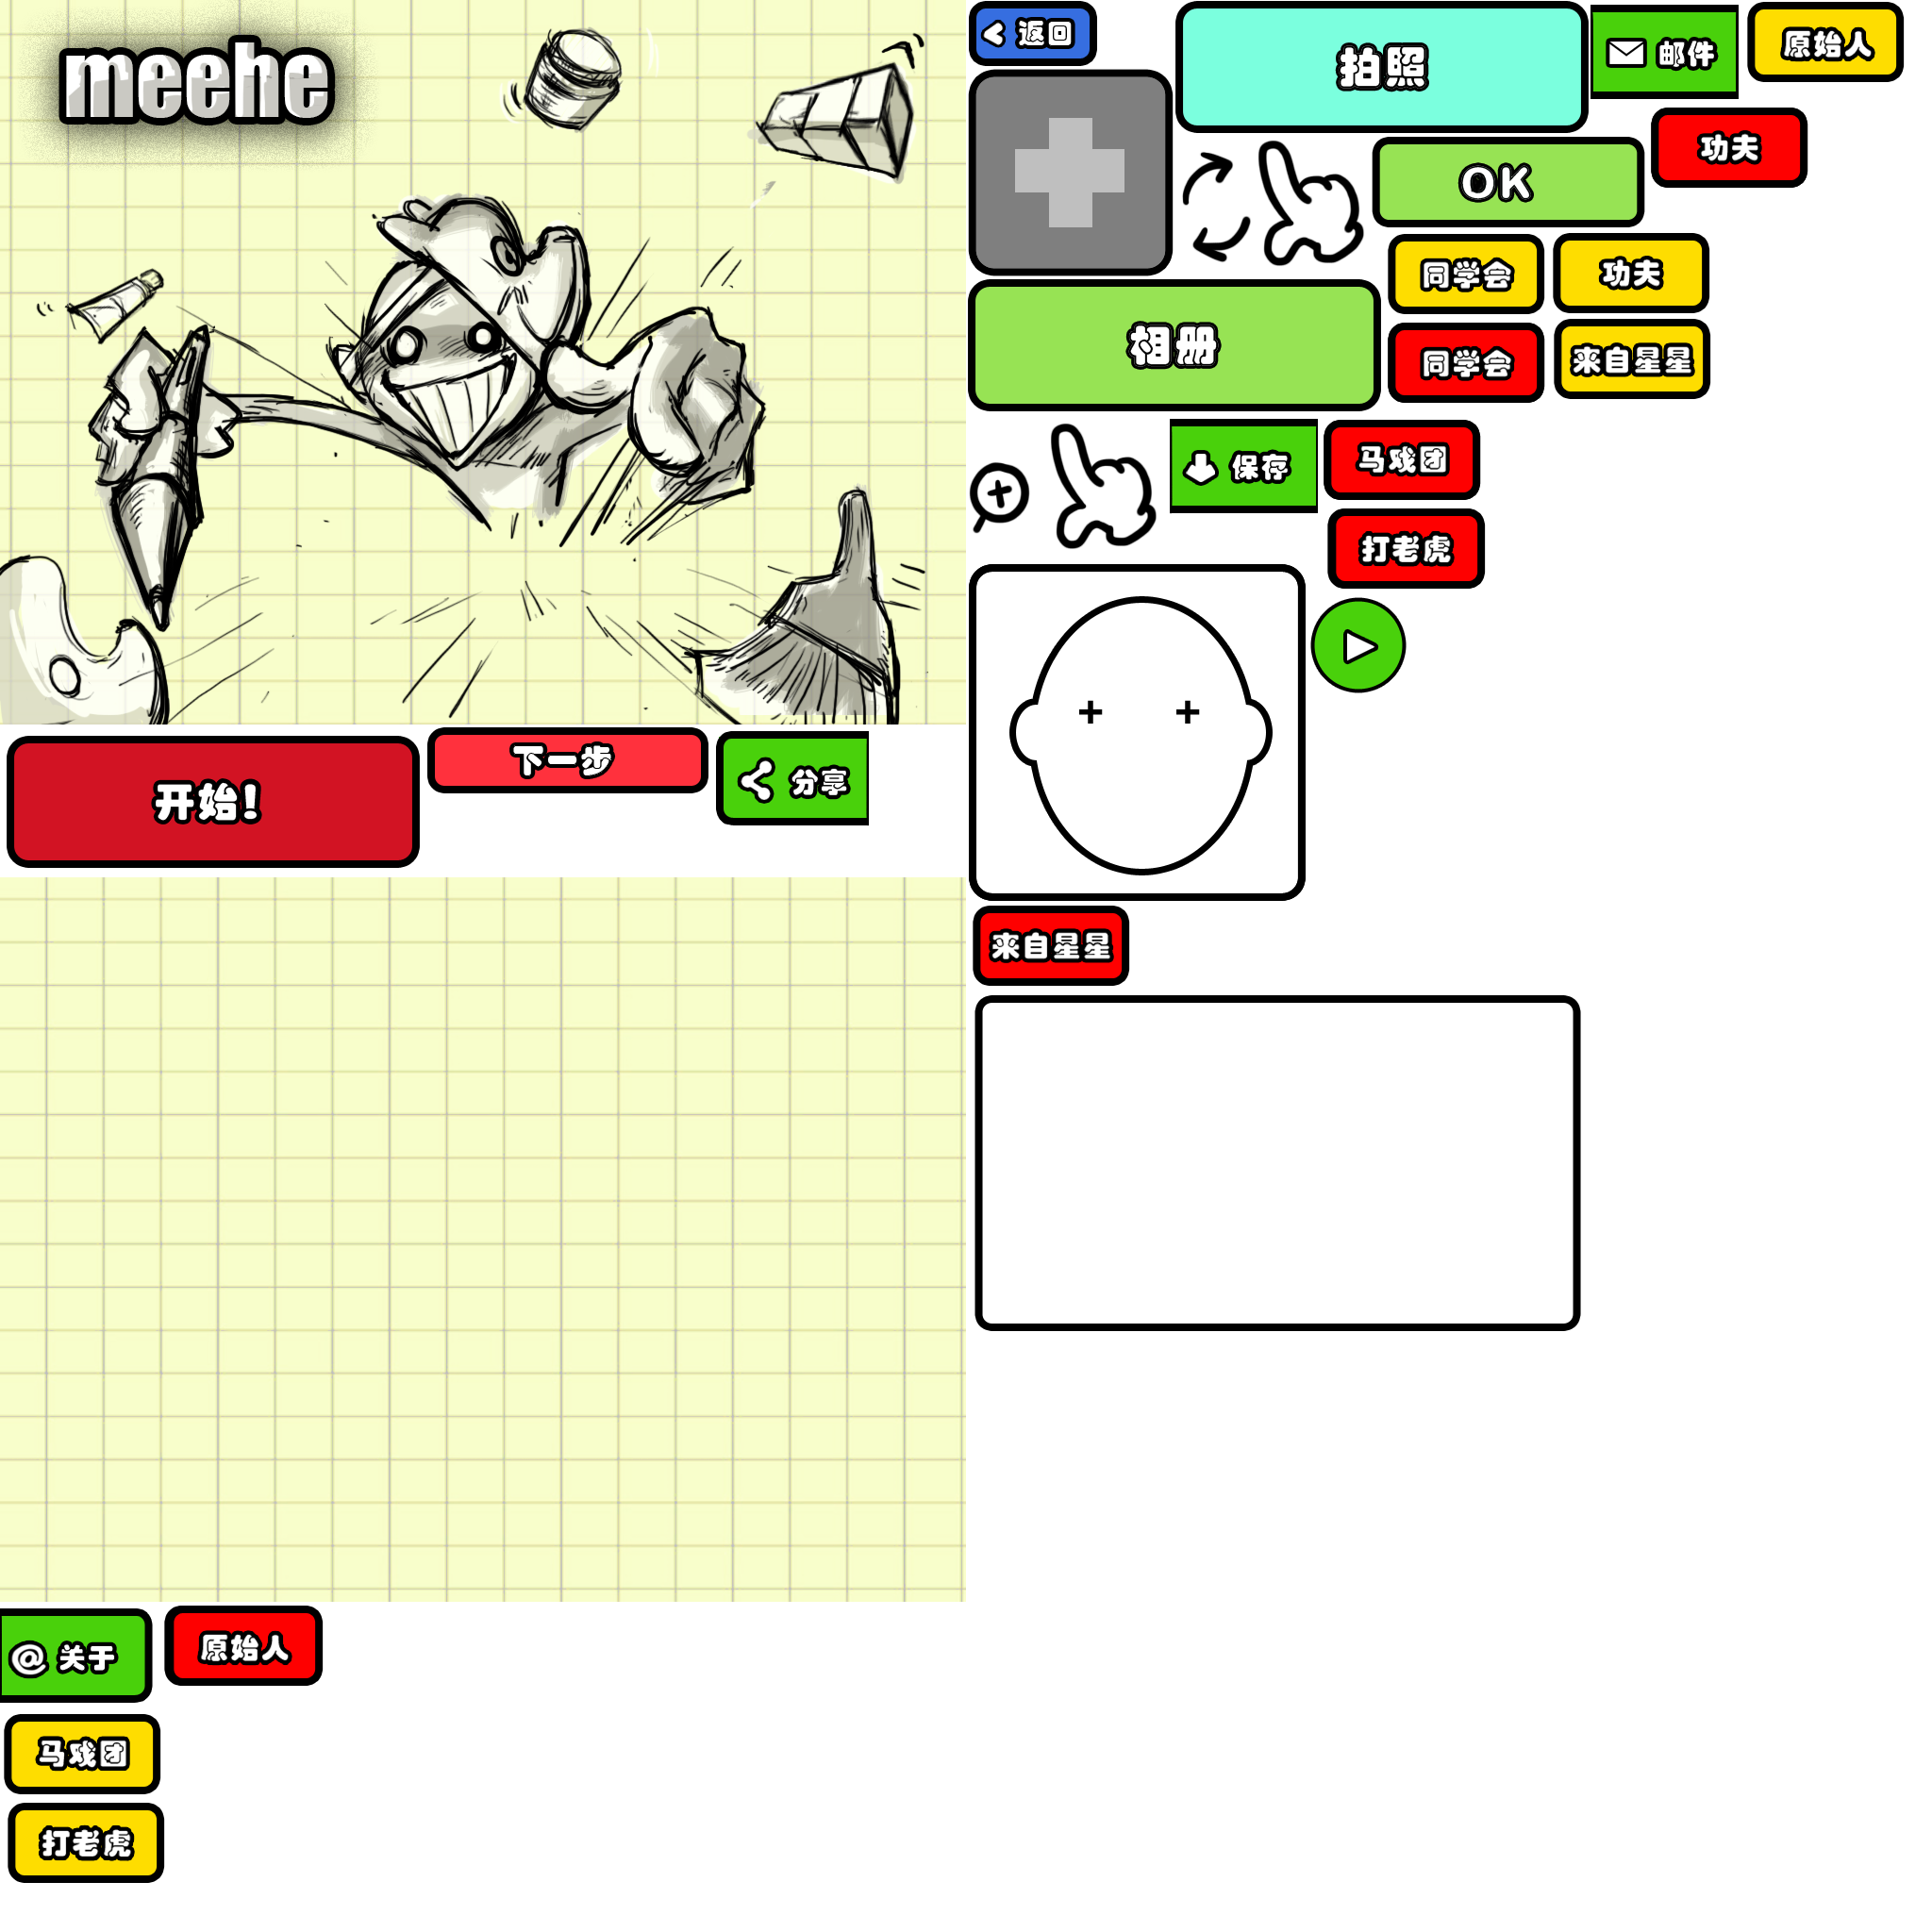 meehe
返回
拍照
邮件
原始人
功夫
OK
同学会
功夫
相册
同学会
来自星星
保存
马戏团
打老虎
开始!
下一步
分享
来自星星
@ 关于
原始人
马戏团
打老虎